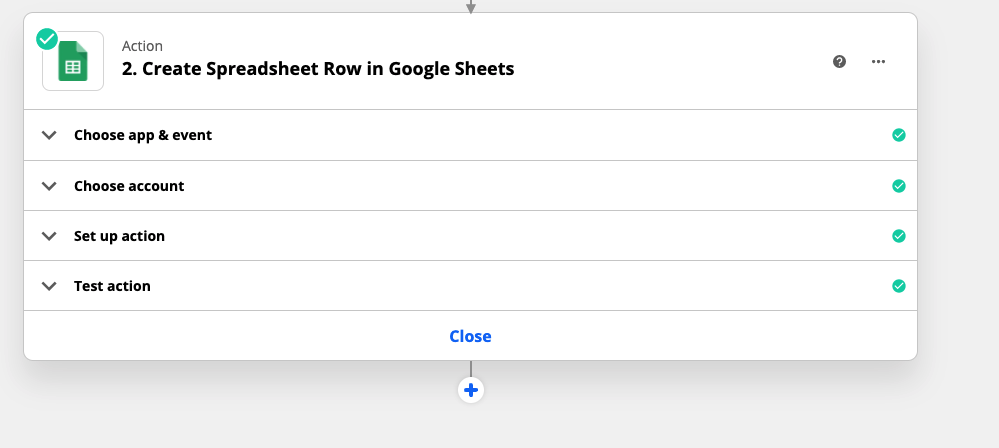 Action
2. Create Spreadsheet Row in Google Sheets
Choose app & event
Choose account
Set up action
Test action
Close